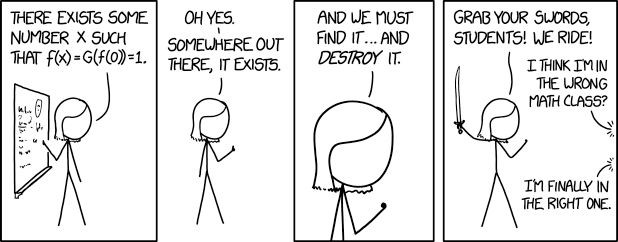 THERE EXISTS SOME
NUMBER X SUCH
THAT f(x)=G(f(0))=1.
OH YES.
SOMEWHERE OUT
THERE, IT EXISTS.
AND WE MUST
FIND IT...AND
DESTROY IT.
GRAB YOUR SWORDS,
STUDENTS! WE RIDE!
I THINK I'M IN
THE WRONG
MATH CLASS?
I'M FINALLY IN
THE RIGHT ONE.